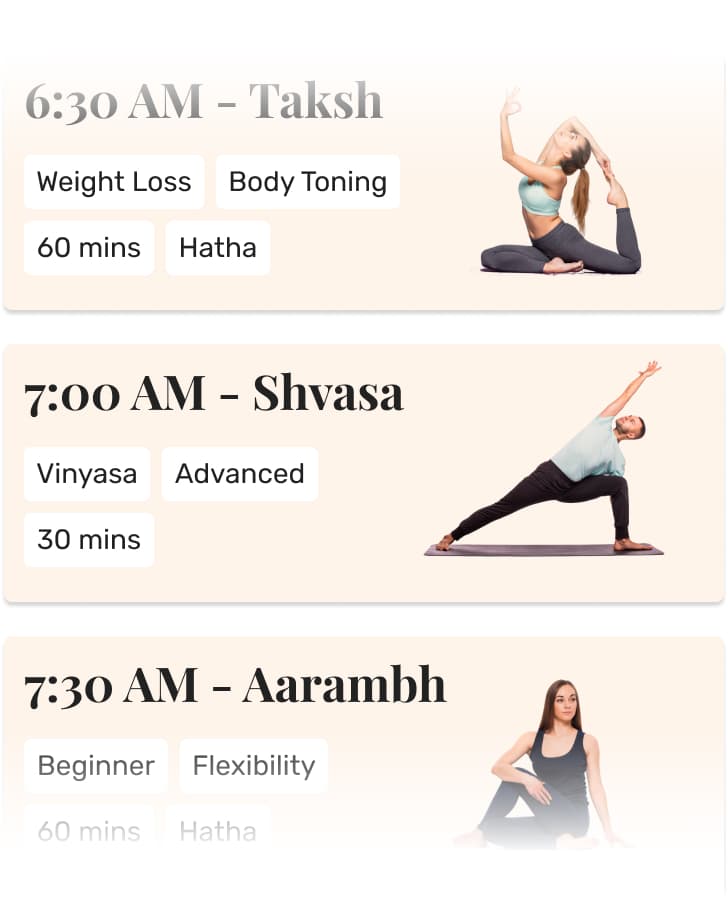 6:30 AM - Taksh
Weight Loss Body Toning
60 mins Hatha
7:00 AM - Shvasa
Vinyasa Advanced
30 mins
7:30 AM - Aarambh
Beginner Flexibility
60 mins Hatha